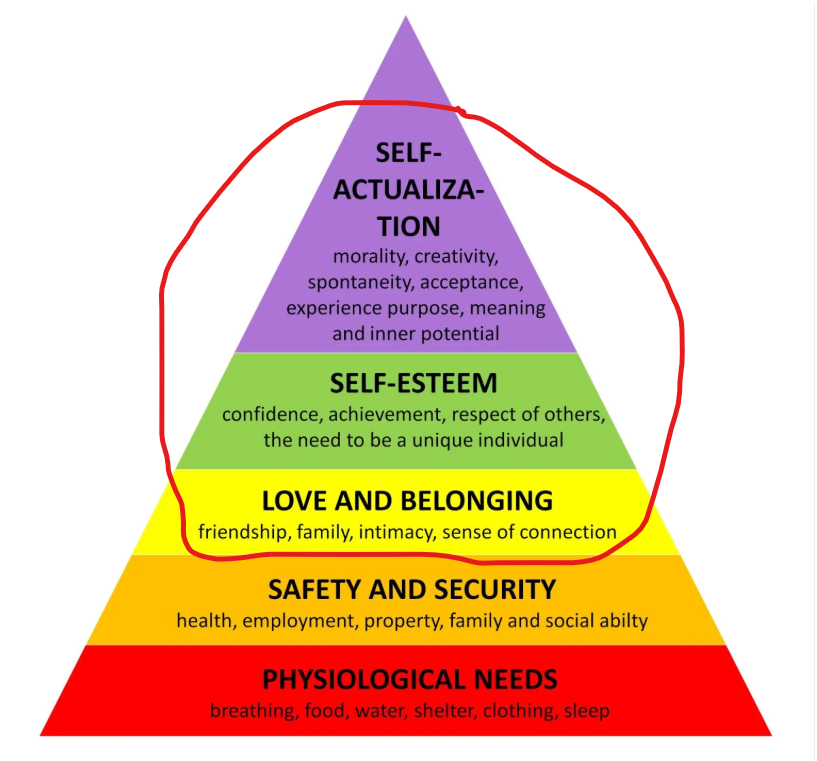 SELF-
ACTUALIZA-
TION
morality, creativity,
spontaneity, acceptance,
experience purpose, meaning
and inner potential
SELF-ESTEEM
confidence, achievement, respect of others,
the need to be a unique individual
LOVE AND BELONGING
friendship, family, intimacy, sense of connection
SAFETY AND SECURITY
health, employment, property, family and social abilty
PHYSIOLOGICAL NEEDS
breathing, food, water, shelter, clothing, sleep